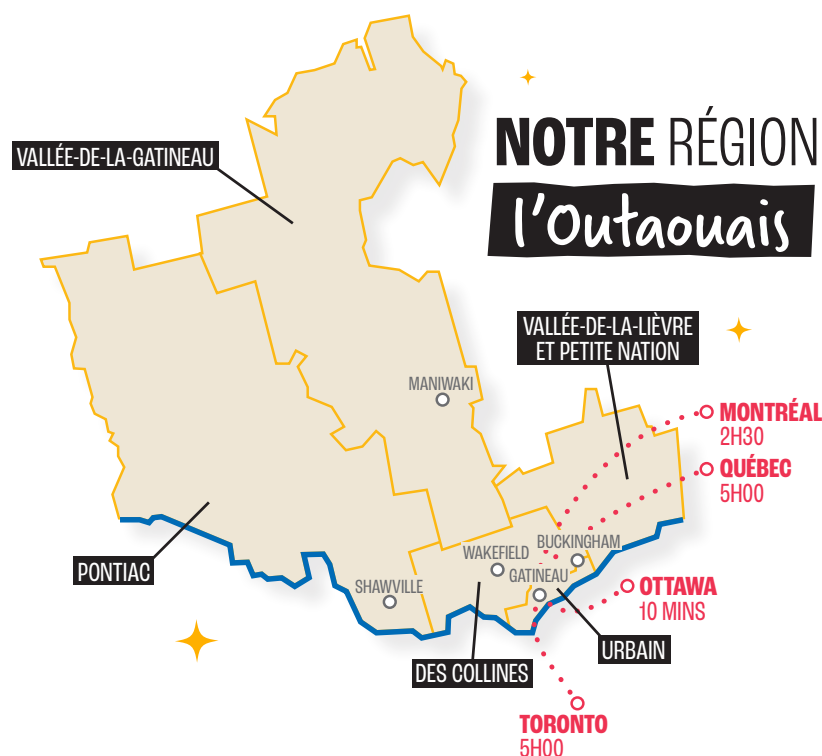 NOTRE RÉGION
l'Outaouais
VALLÉE-DE-LA-GATINEAU
VALLÉE-DE-LA-LIÈVRE
ET PETITE NATION
MANIWAKI
MONTRÉAL
2H30
QUÉBEC
5H00
BUCKINGHAM
WAKEFIELD
GATINEAU
PONTIAC
SHAWVILLE
OTTAWA
10 MINS
URBAIN
DES COLLINES
TORONTO
5H00